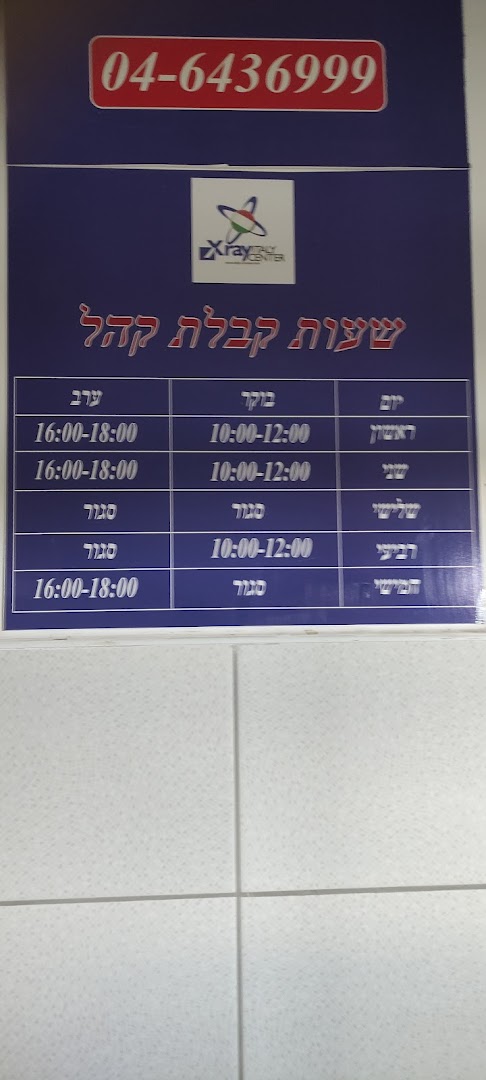 04-6436999
Xray ITALY CENTER
שעות קבלת קהל
יום בוקר ערב
ראשון 10:00-12:00 16:00-18:00
שני 10:00-12:00 16:00-18:00
שלישי סגור סגור
רביעי 10:00-12:00 סגור
חמישי סגור 16:00-18:00